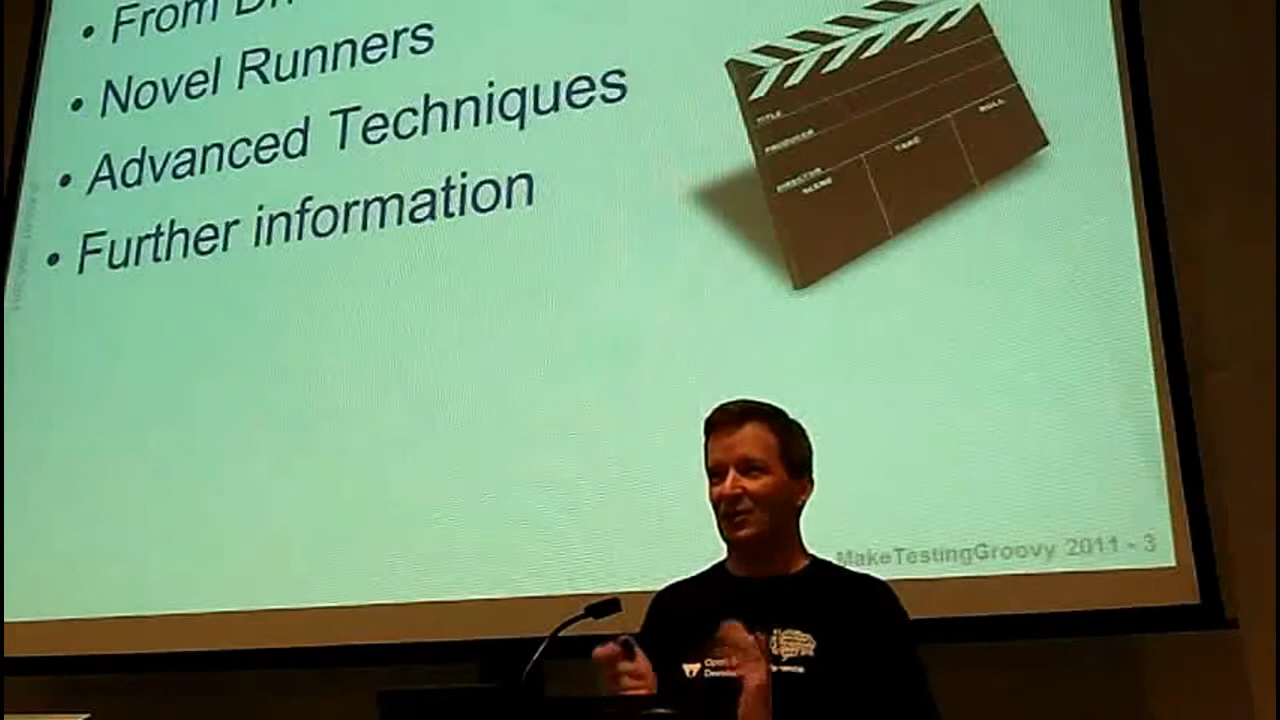 • From
• Novel Runners
• Advanced Techniques
• Further information
TITLE
PRODUCER
DIRECTOR
SCENE
TAKE
ROLL
MakeTestingGroovy 2011 - 3